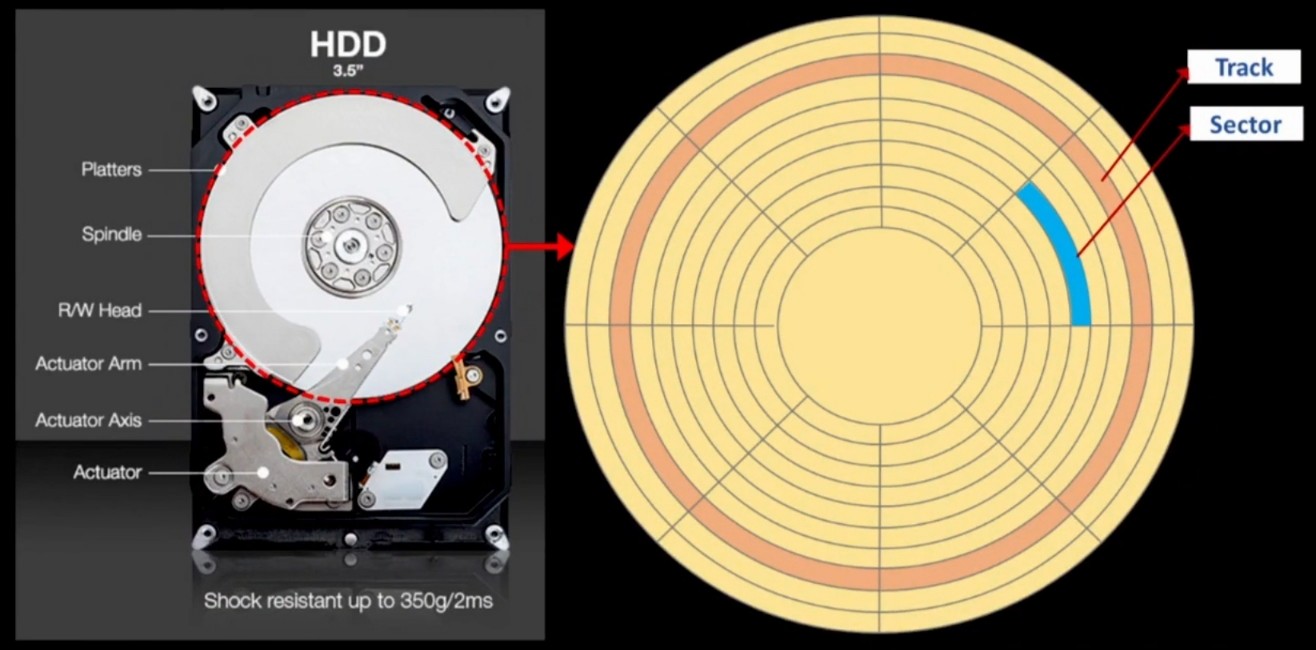 HDD
3.5”
Platters
Spindle
R/W Head
Actuator Arm
Actuator Axis
Actuator
Shock resistant up to 350g/2ms
Track
Sector